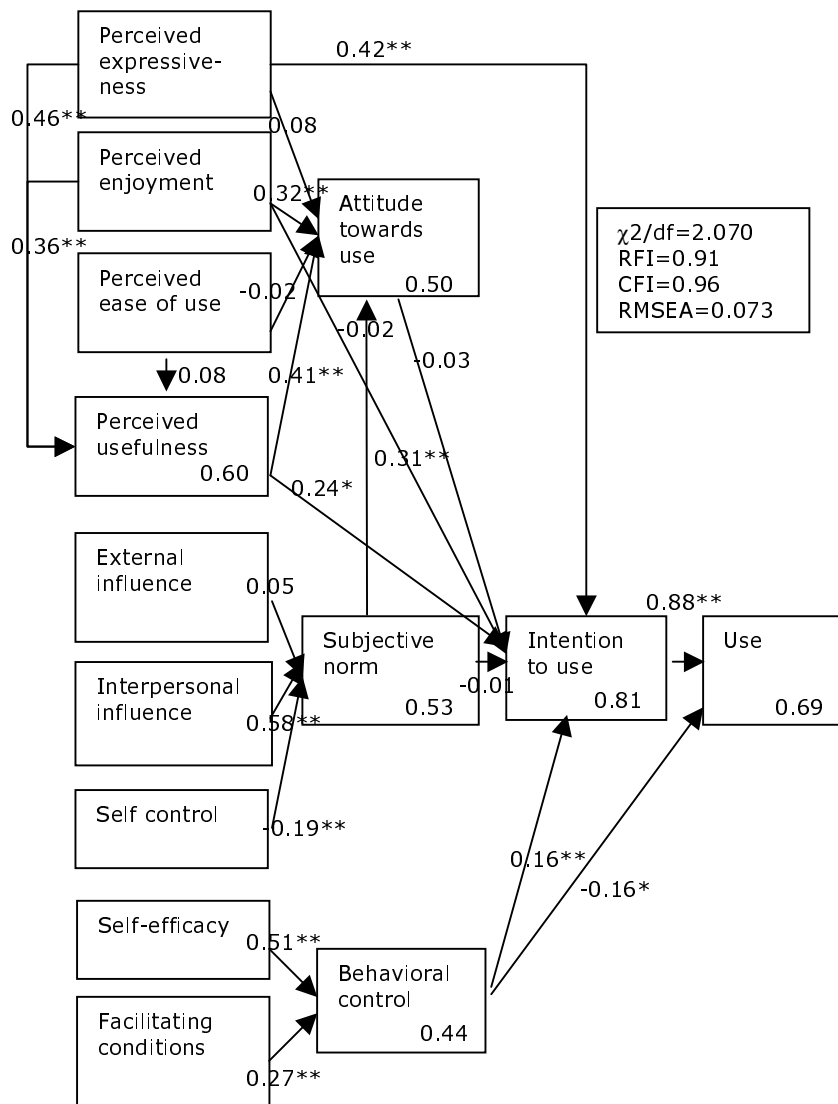 Perceived
expressive-
ness
0.42**
0.46**
0.08
Perceived
enjoyment
0.32**
Attitude
towards
use
0.50
χ2/df=2.070
RFI=0.91
CFI=0.96
RMSEA=0.073
0.36**
Perceived
ease of use
-0.02
-0.02
-0.03
0.08
0.41**
Perceived
usefulness
0.60
0.31**
0.24*
External
influence
0.05
Subjective
norm
0.53
-0.01
Intention
to use
0.81
0.88**
Use
0.69
Interpersonal
influence
0.58**
Self control
-0.19**
0.16**
-0.16*
Self-efficacy
0.51**
Behavioral
control
0.44
Facilitating
conditions
0.27**